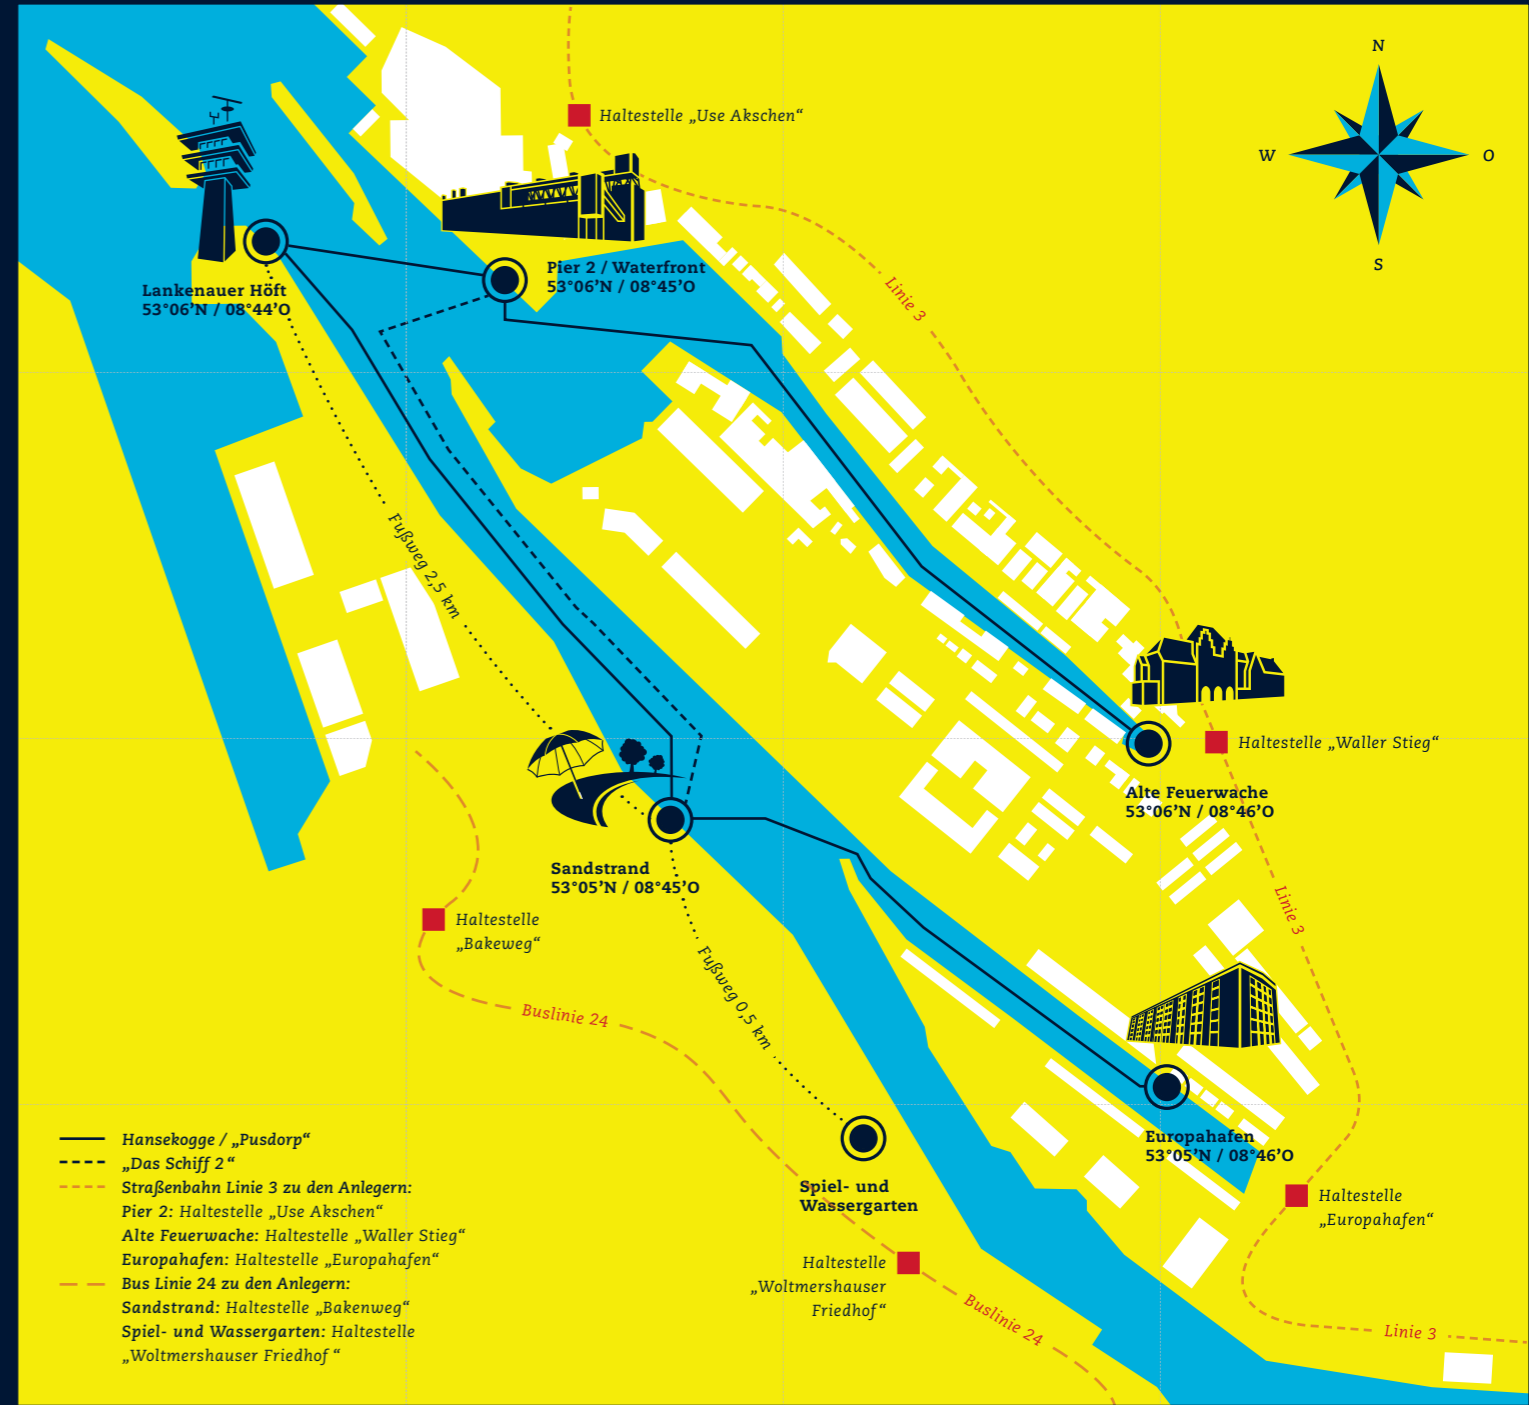 N
W
O
S
Haltestelle „Use Akschen“
Linie 3
Pier 2 / Waterfront
53°06’N / 08°45’O
Lankenauer Höft
53°06’N / 08°44’O
Fußweg 2,5 km
Haltestelle „Waller Stieg“
Alte Feuerwache
53°06’N / 08°46’O
Sandstrand
53°05’N / 08°45’O
Linie 3
Haltestelle
„Bakeweg“
Fußweg 0,5 km
Buslinie 24
Europahafen
53°05’N / 08°46’O
Spiel- und
Wassergarten
Haltestelle
„Europahafen“
Haltestelle
„Woltmershauser
Friedhof“
Buslinie 24
Linie 3
Hansekogge / „Pusdorp“
„Das Schiff 2“
Straßenbahn Linie 3 zu den Anlegern:
Pier 2: Haltestelle „Use Akschen“
Alte Feuerwache: Haltestelle „Waller Stieg“
Europahafen: Haltestelle „Europahafen“
Bus Linie 24 zu den Anlegern:
Sandstrand: Haltestelle „Bakenweg“
Spiel- und Wassergarten: Haltestelle
„Woltmershauser Friedhof “